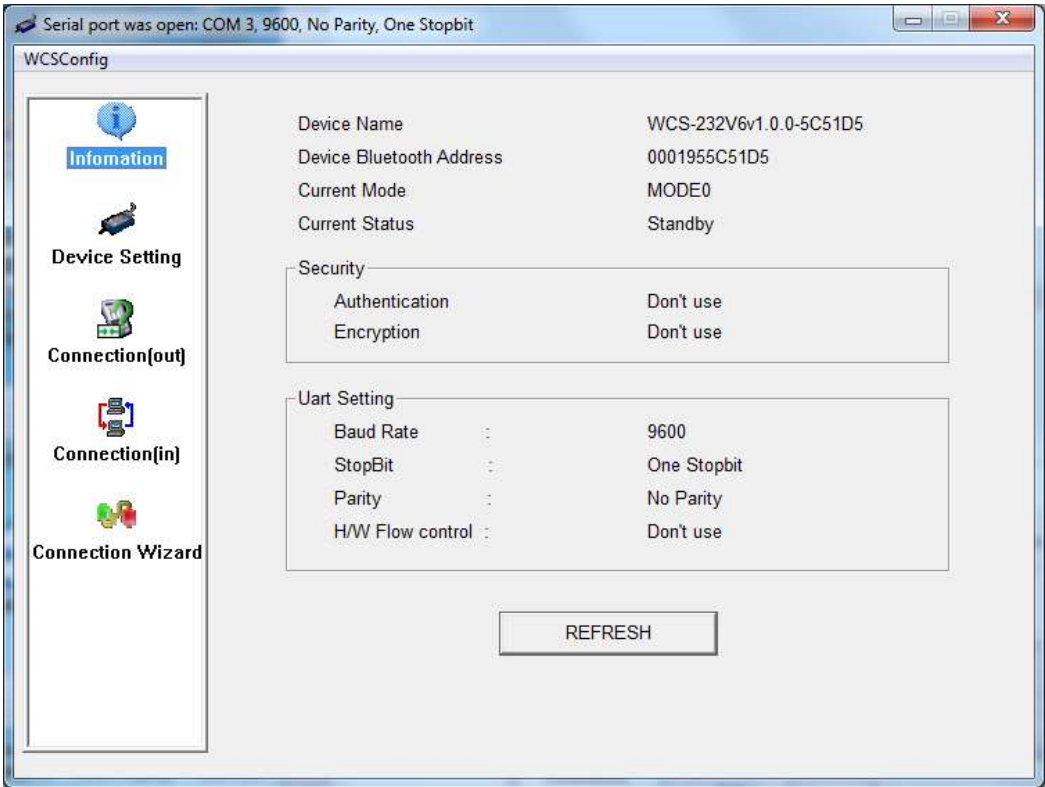 Serial port was open: COM 3, 9600, No Parity, One Stopbit
WCSConfig
Infomation
Device Setting
Connection(out)
Connection(in)
Connection Wizard
Device Name WCS-232V6v1.0.0-5C51D5
Device Bluetooth Address 0001955C51D5
Current Mode MODE0
Current Status Standby
Security
Authentication Don't use
Encryption Don't use
Uart Setting
Baud Rate : 9600
StopBit : One Stopbit
Parity : No Parity
H/W Flow control : Don't use
REFRESH